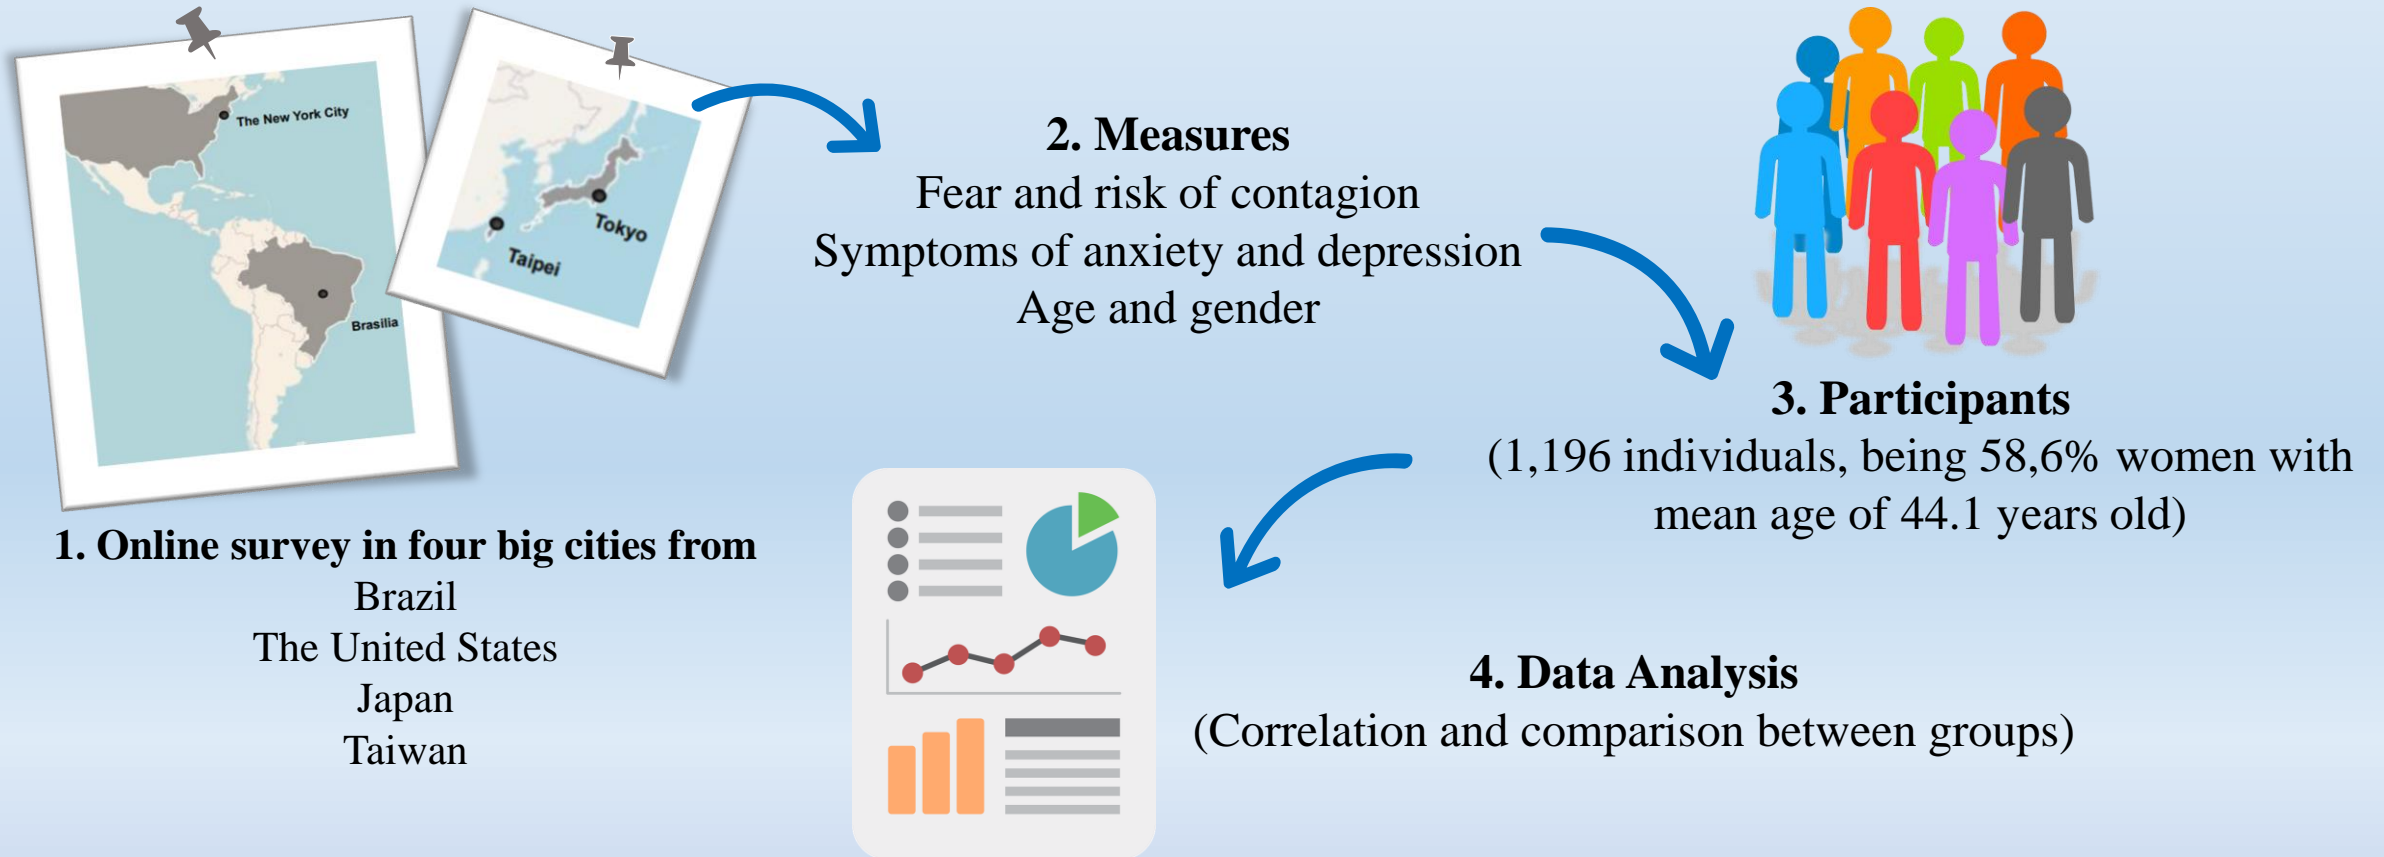 The New York City
Brasilia
Tokyo
Taipei
1. Online survey in four big cities from
Brazil
The United States
Japan
Taiwan
2. Measures
Fear and risk of contagion
Symptoms of anxiety and depression
Age and gender
3. Participants
(1,196 individuals, being 58,6% women with
mean age of 44.1 years old)
4. Data Analysis
(Correlation and comparison between groups)